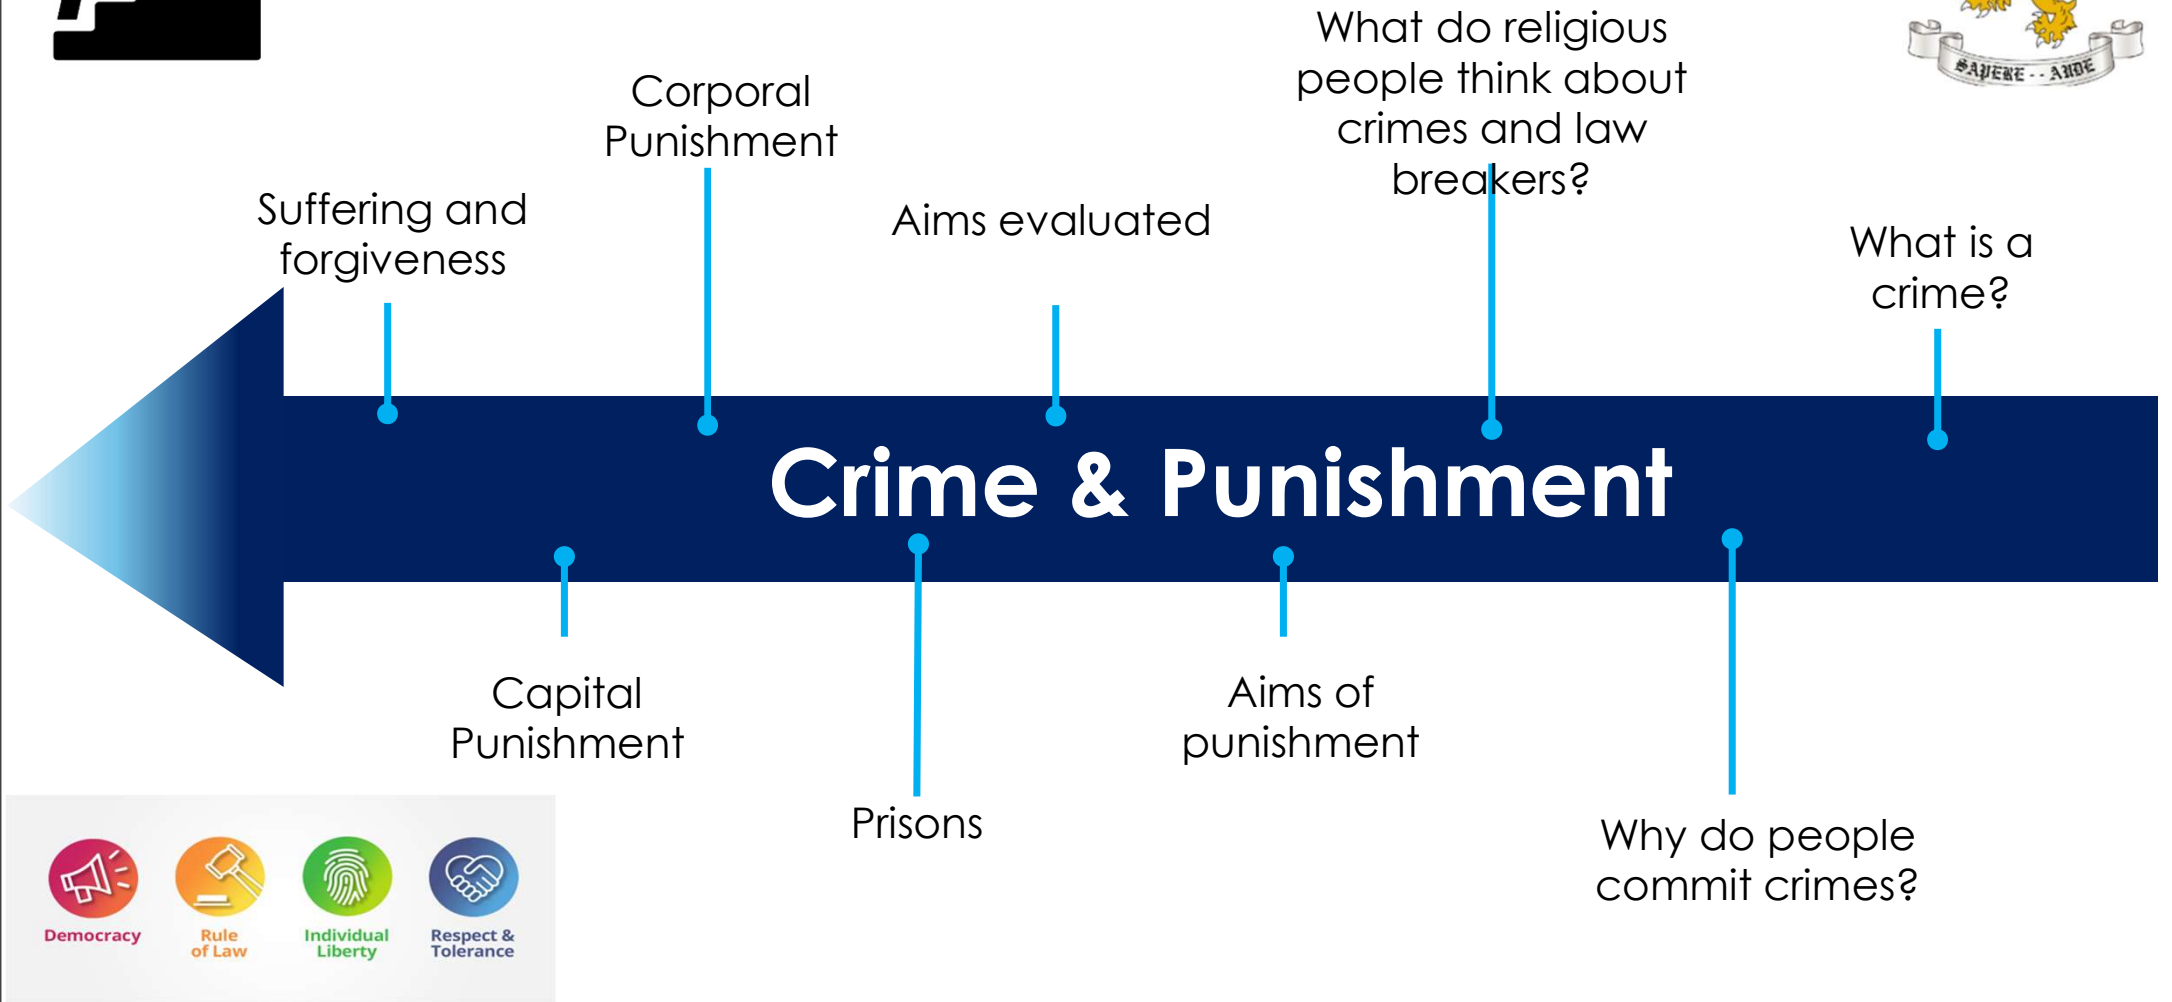 What do religious
people think about
crimes and law
breakers?
SAPERE - - AUDE
Corporal
Punishment
Suffering and
forgiveness
Aims evaluated
What is a
crime?
Crime & Punishment
Capital
Punishment
Prisons
Aims of
punishment
Why do people
commit crimes?
Democracy
Rule
of Law
Individual
Liberty
Respect &
Tolerance